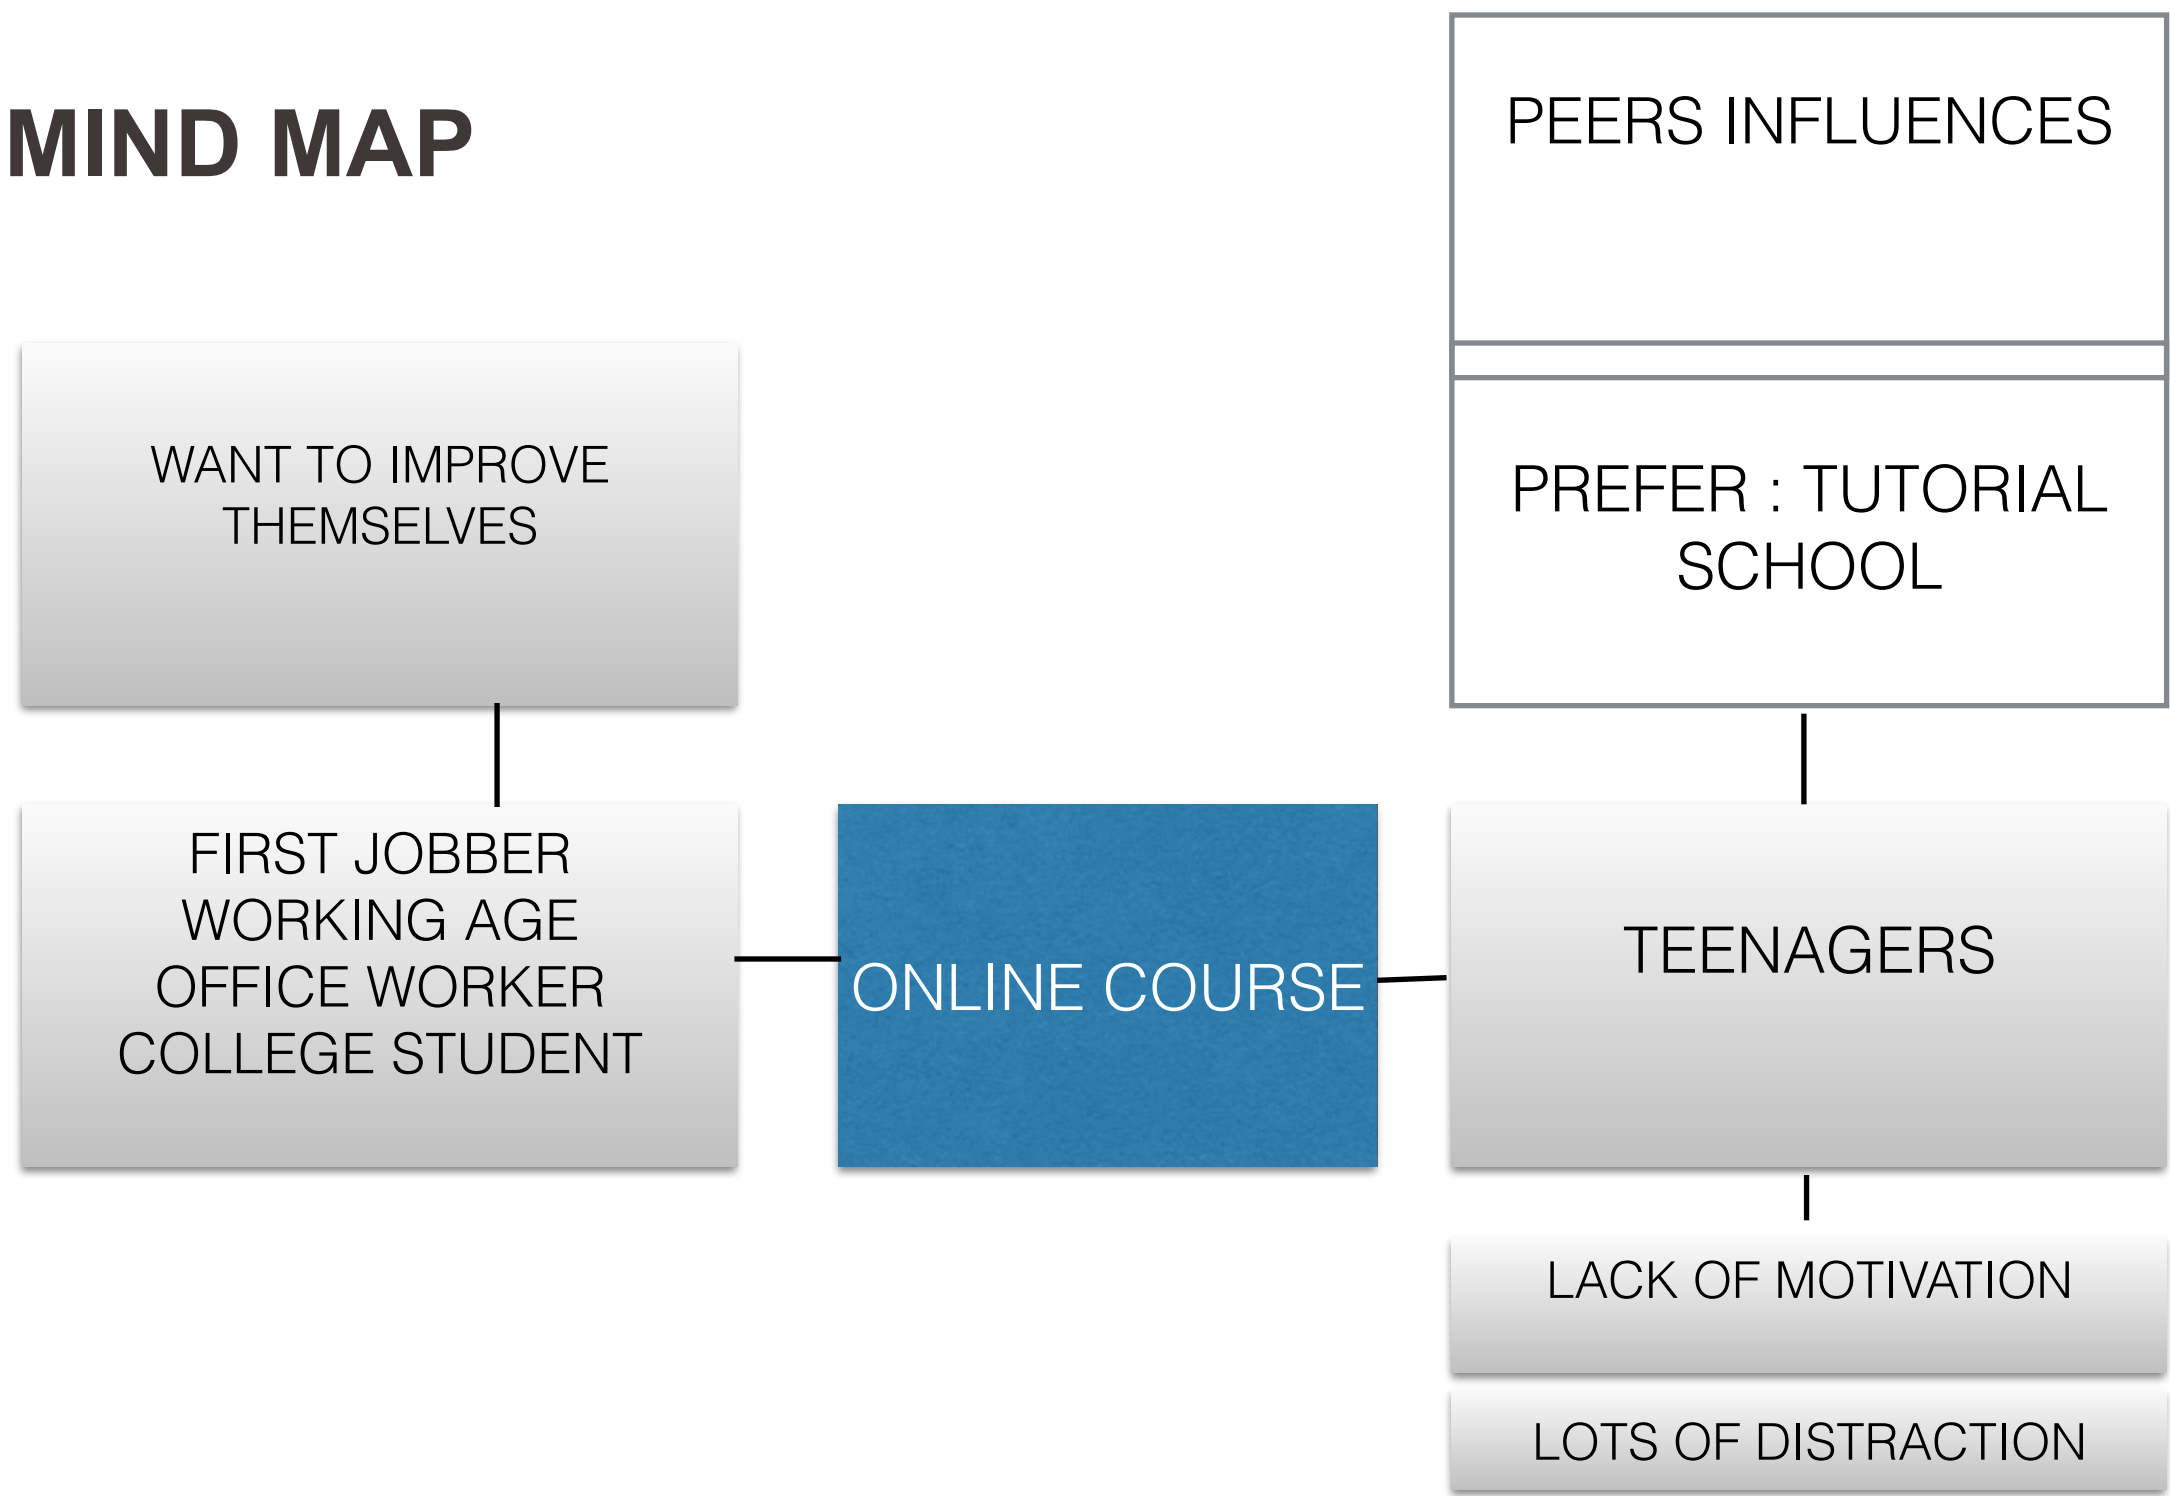 MIND MAP
PEERS INFLUENCES
WANT TO IMPROVE
THEMSELVES
PREFER : TUTORIAL
SCHOOL
FIRST JOBBER
WORKING AGE
OFFICE WORKER
COLLEGE STUDENT
ONLINE COURSE
TEENAGERS
LACK OF MOTIVATION
LOTS OF DISTRACTION